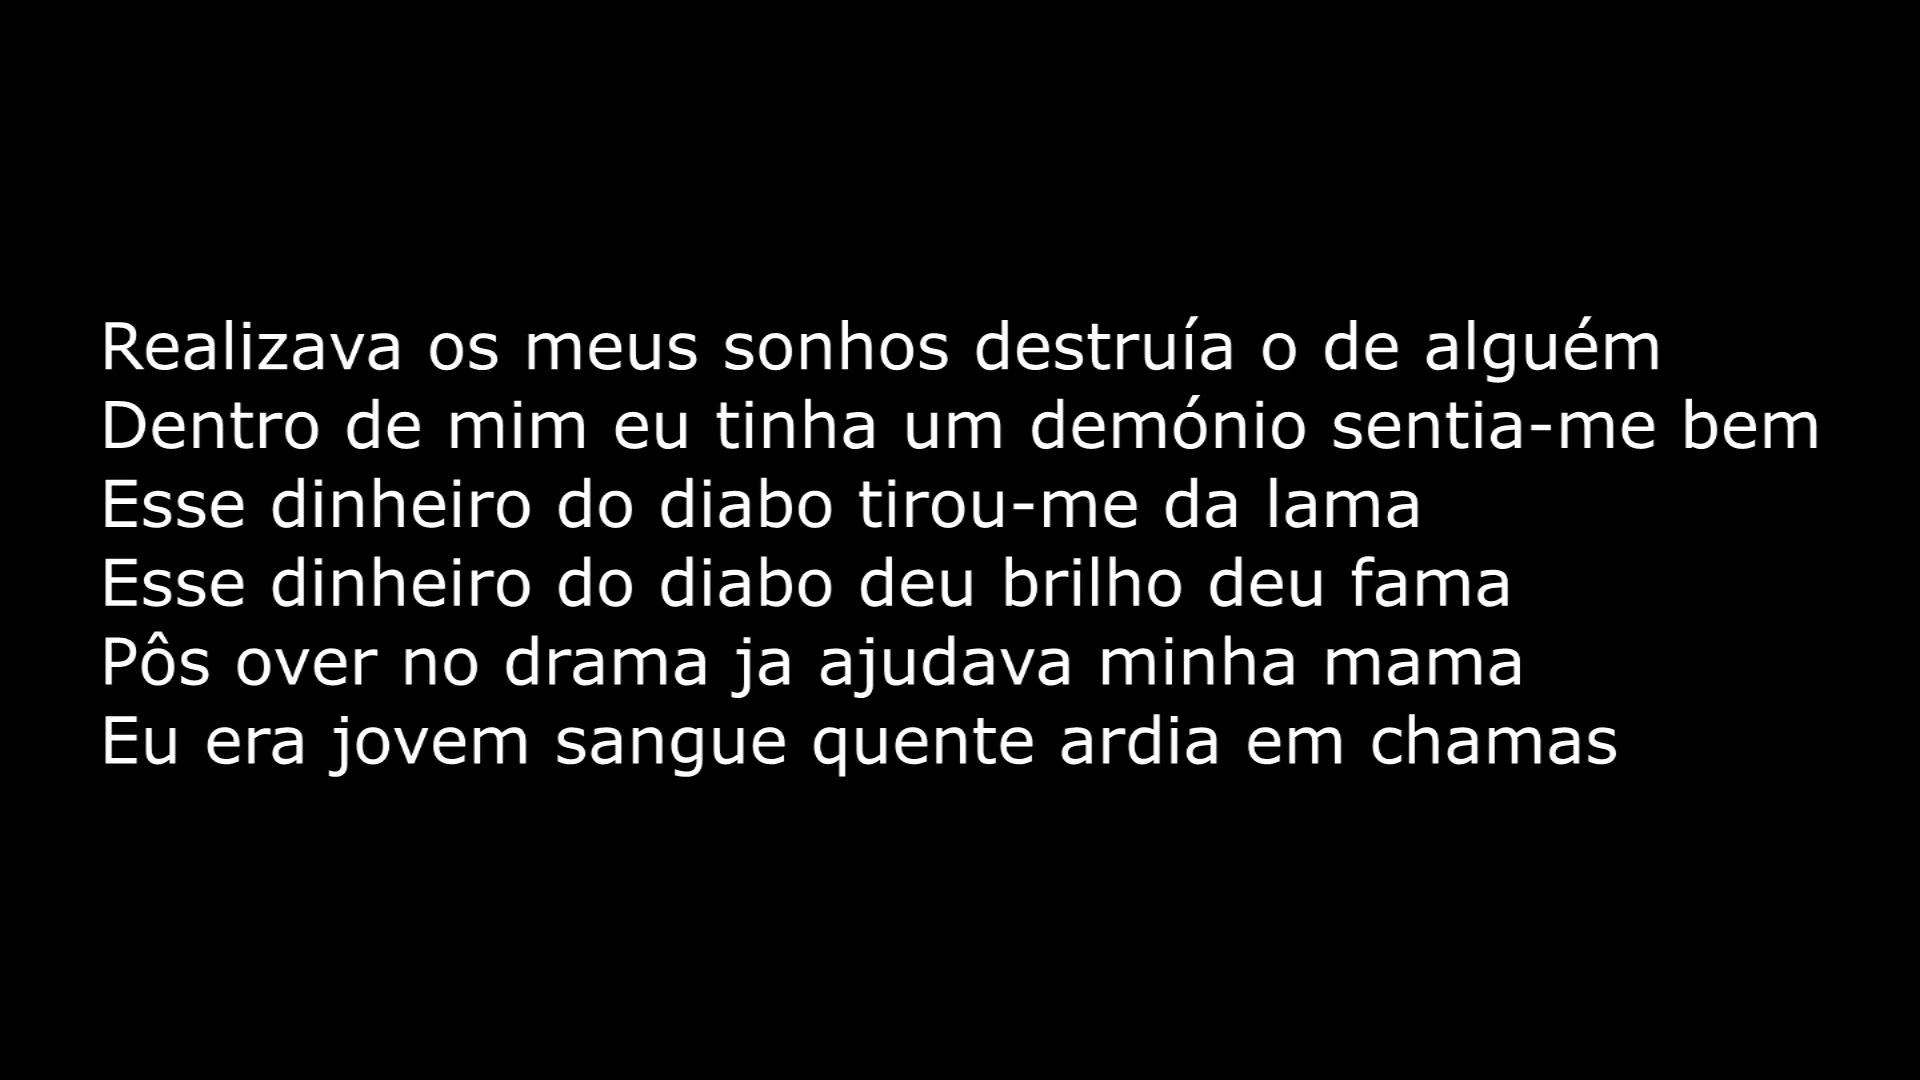 Realizava os meus sonhos destruía o de alguém
Dentro de mim eu tinha um demónio sentia-me bem
Esse dinheiro do diabo tirou-me da lama
Esse dinheiro do diabo deu brilho deu fama
Pôs over no drama ja ajudava minha mama
Eu era jovem sangue quente ardia em chamas